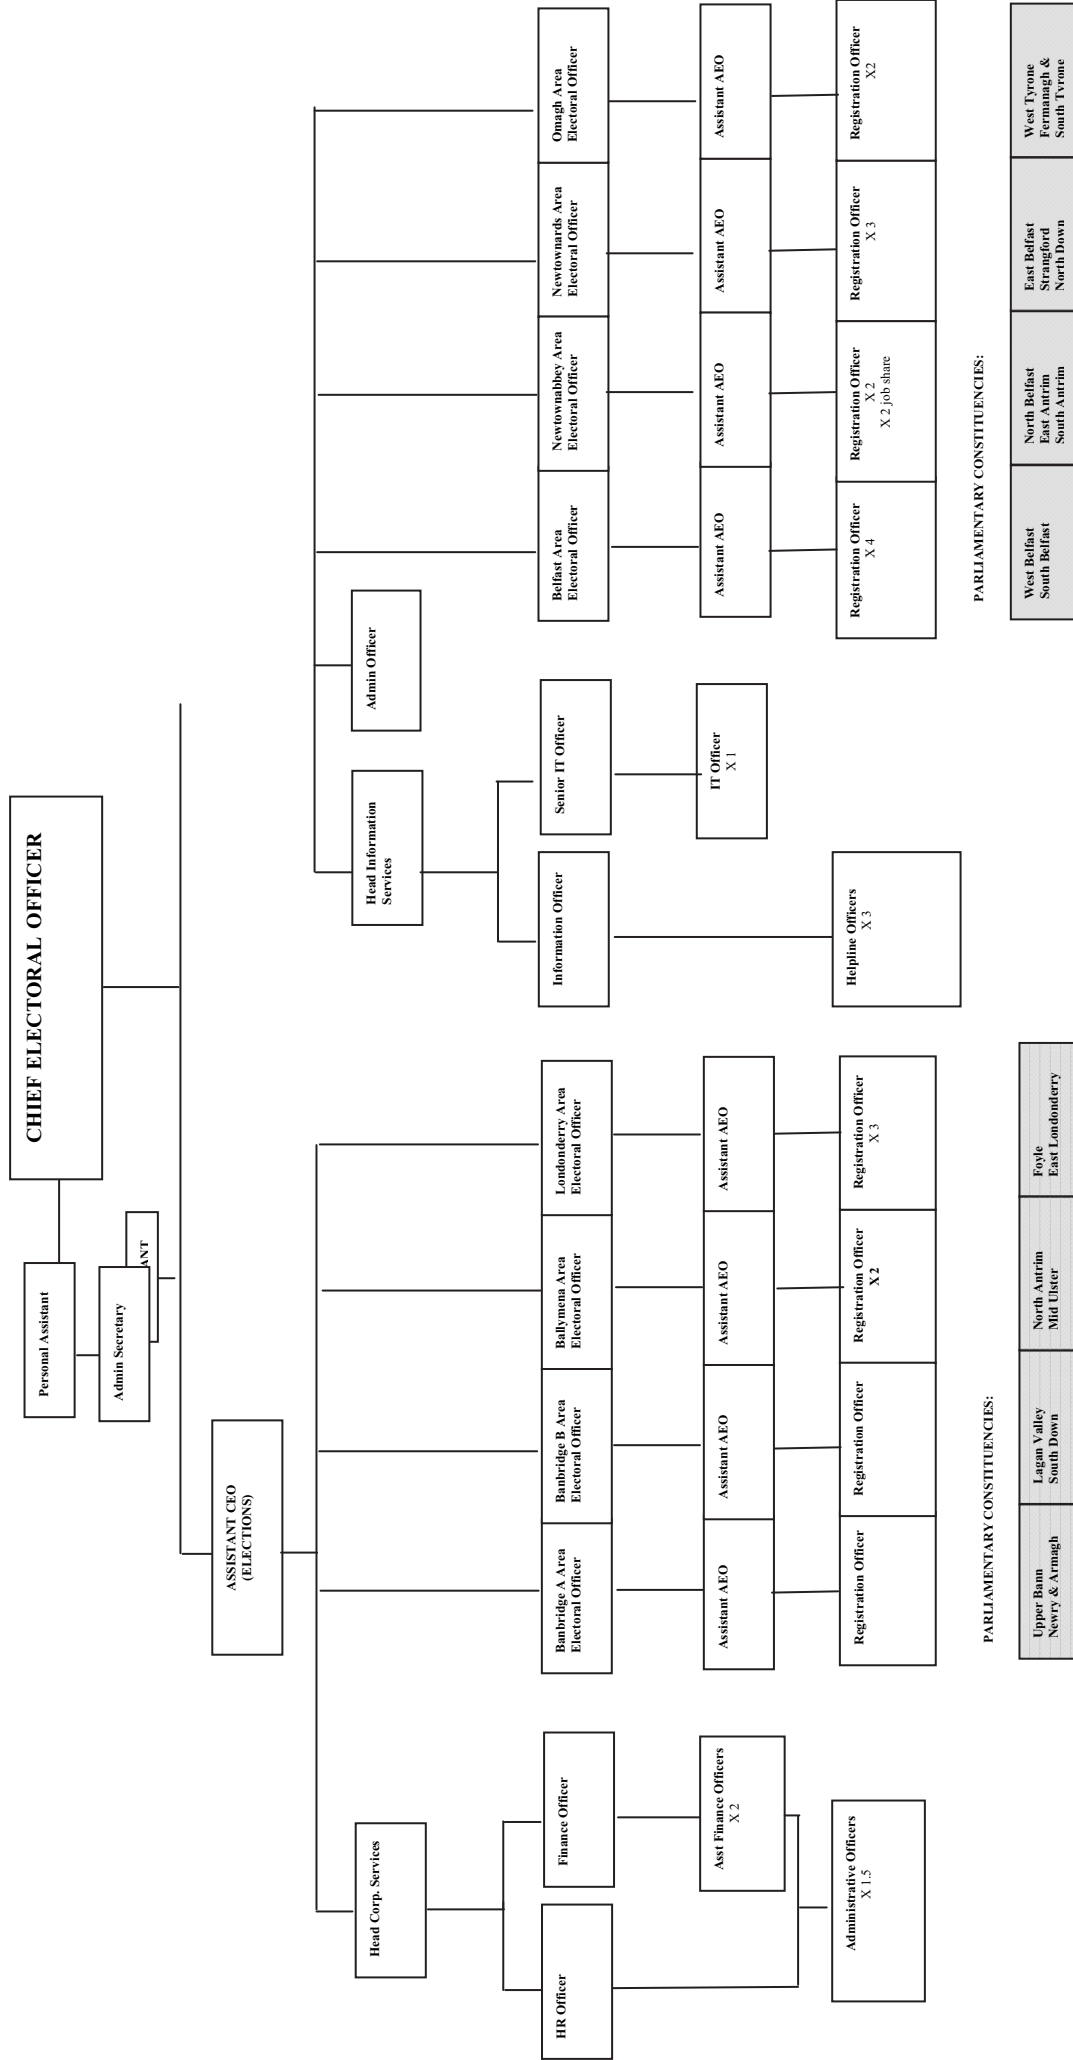 CHIEF ELECTORAL OFFICER
Personal Assistant
Admin Secretary
ANT
ASSISTANT CEO
(ELECTIONS)
Head Corp. Services
Head Information
Services
Admin Officer
HR Officer
Finance Officer
Banbridge A Area
Electoral Officer
Banbridge B Area
Electoral Officer
Ballymena Area
Electoral Officer
Londonderry Area
Electoral Officer
Information Officer
Senior IT Officer
Belfast Area
Electoral Officer
Newtownabbey Area
Electoral Officer
Newtownards Area
Electoral Officer
Omagh Area
Electoral Officer
Asst Finance Officers
X 2
Assistant AEO
Assistant AEO
Assistant AEO
Assistant AEO
IT Officer
X 1
Assistant AEO
Assistant AEO
Assistant AEO
Assistant AEO
Administrative Officers
X 1.5
Registration Officer
Registration Officer
Registration Officer
X 2
Registration Officer
X 3
Helpline Officers
X 3
Registration Officer
X 4
Registration Officer
X 2
X 2 job share
Registration Officer
X 3
Registration Officer
X2
PARLIAMENTARY CONSTITUENCIES:
PARLIAMENTARY CONSTITUENCIES:
Upper Bann
Newry & Armagh
Lagan Valley
South Down
North Antrim
Mid Ulster
Foyle
East Londonderry
West Belfast
South Belfast
North Belfast
East Antrim
South Antrim
East Belfast
Strangford
North Down
West Tyrone
Fermanagh &
South Tyrone